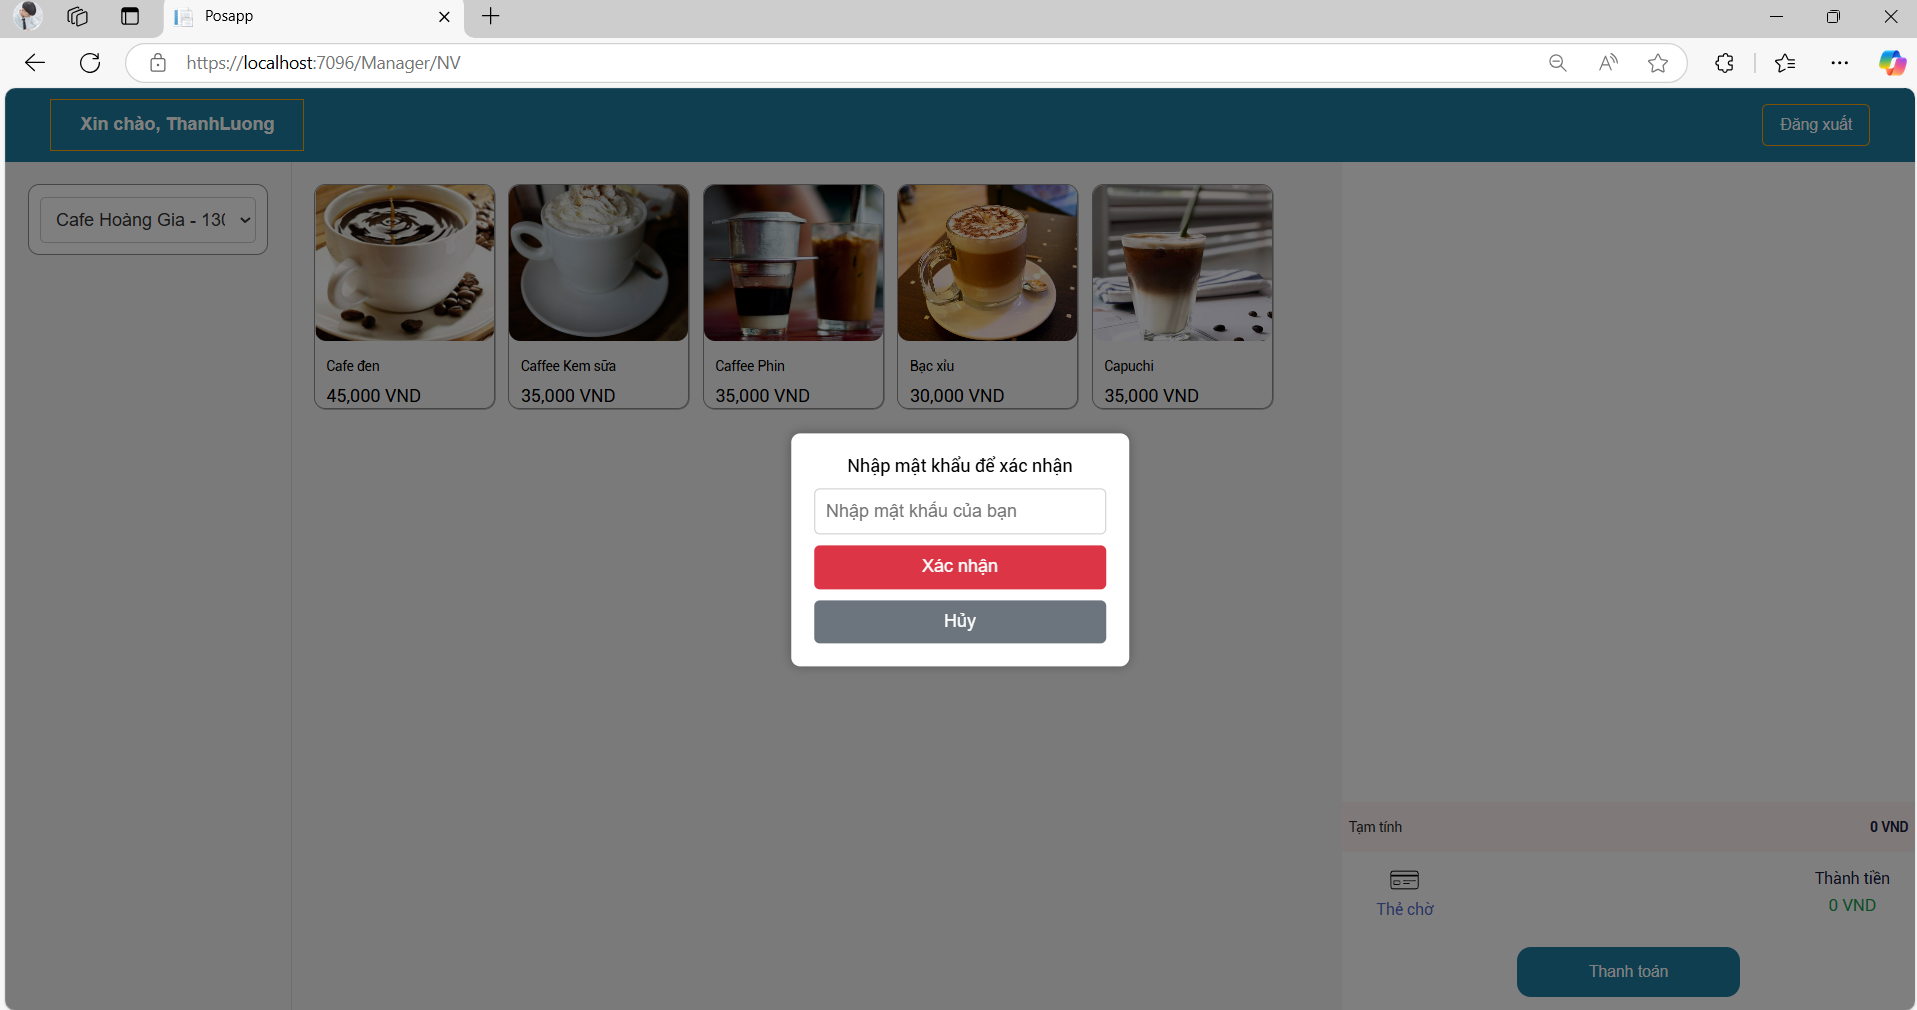 Posapp
https://localhost:7096/Manager/NV
Xin chào, ThanhLuong
Đăng xuất
Cafe Hoàng Gia - 130
Cafe đen
45,000 VND
Caffee Kem sữa
35,000 VND
Caffee Phin
35,000 VND
Bạc xỉu
30,000 VND
Capuchi
35,000 VND
Nhập mật khẩu để xác nhận
Nhập mật khẩu của bạn
Xác nhận
Hủy
Tạm tính
0 VND
Thẻ chờ
Thành tiền
0 VND
Thanh toán